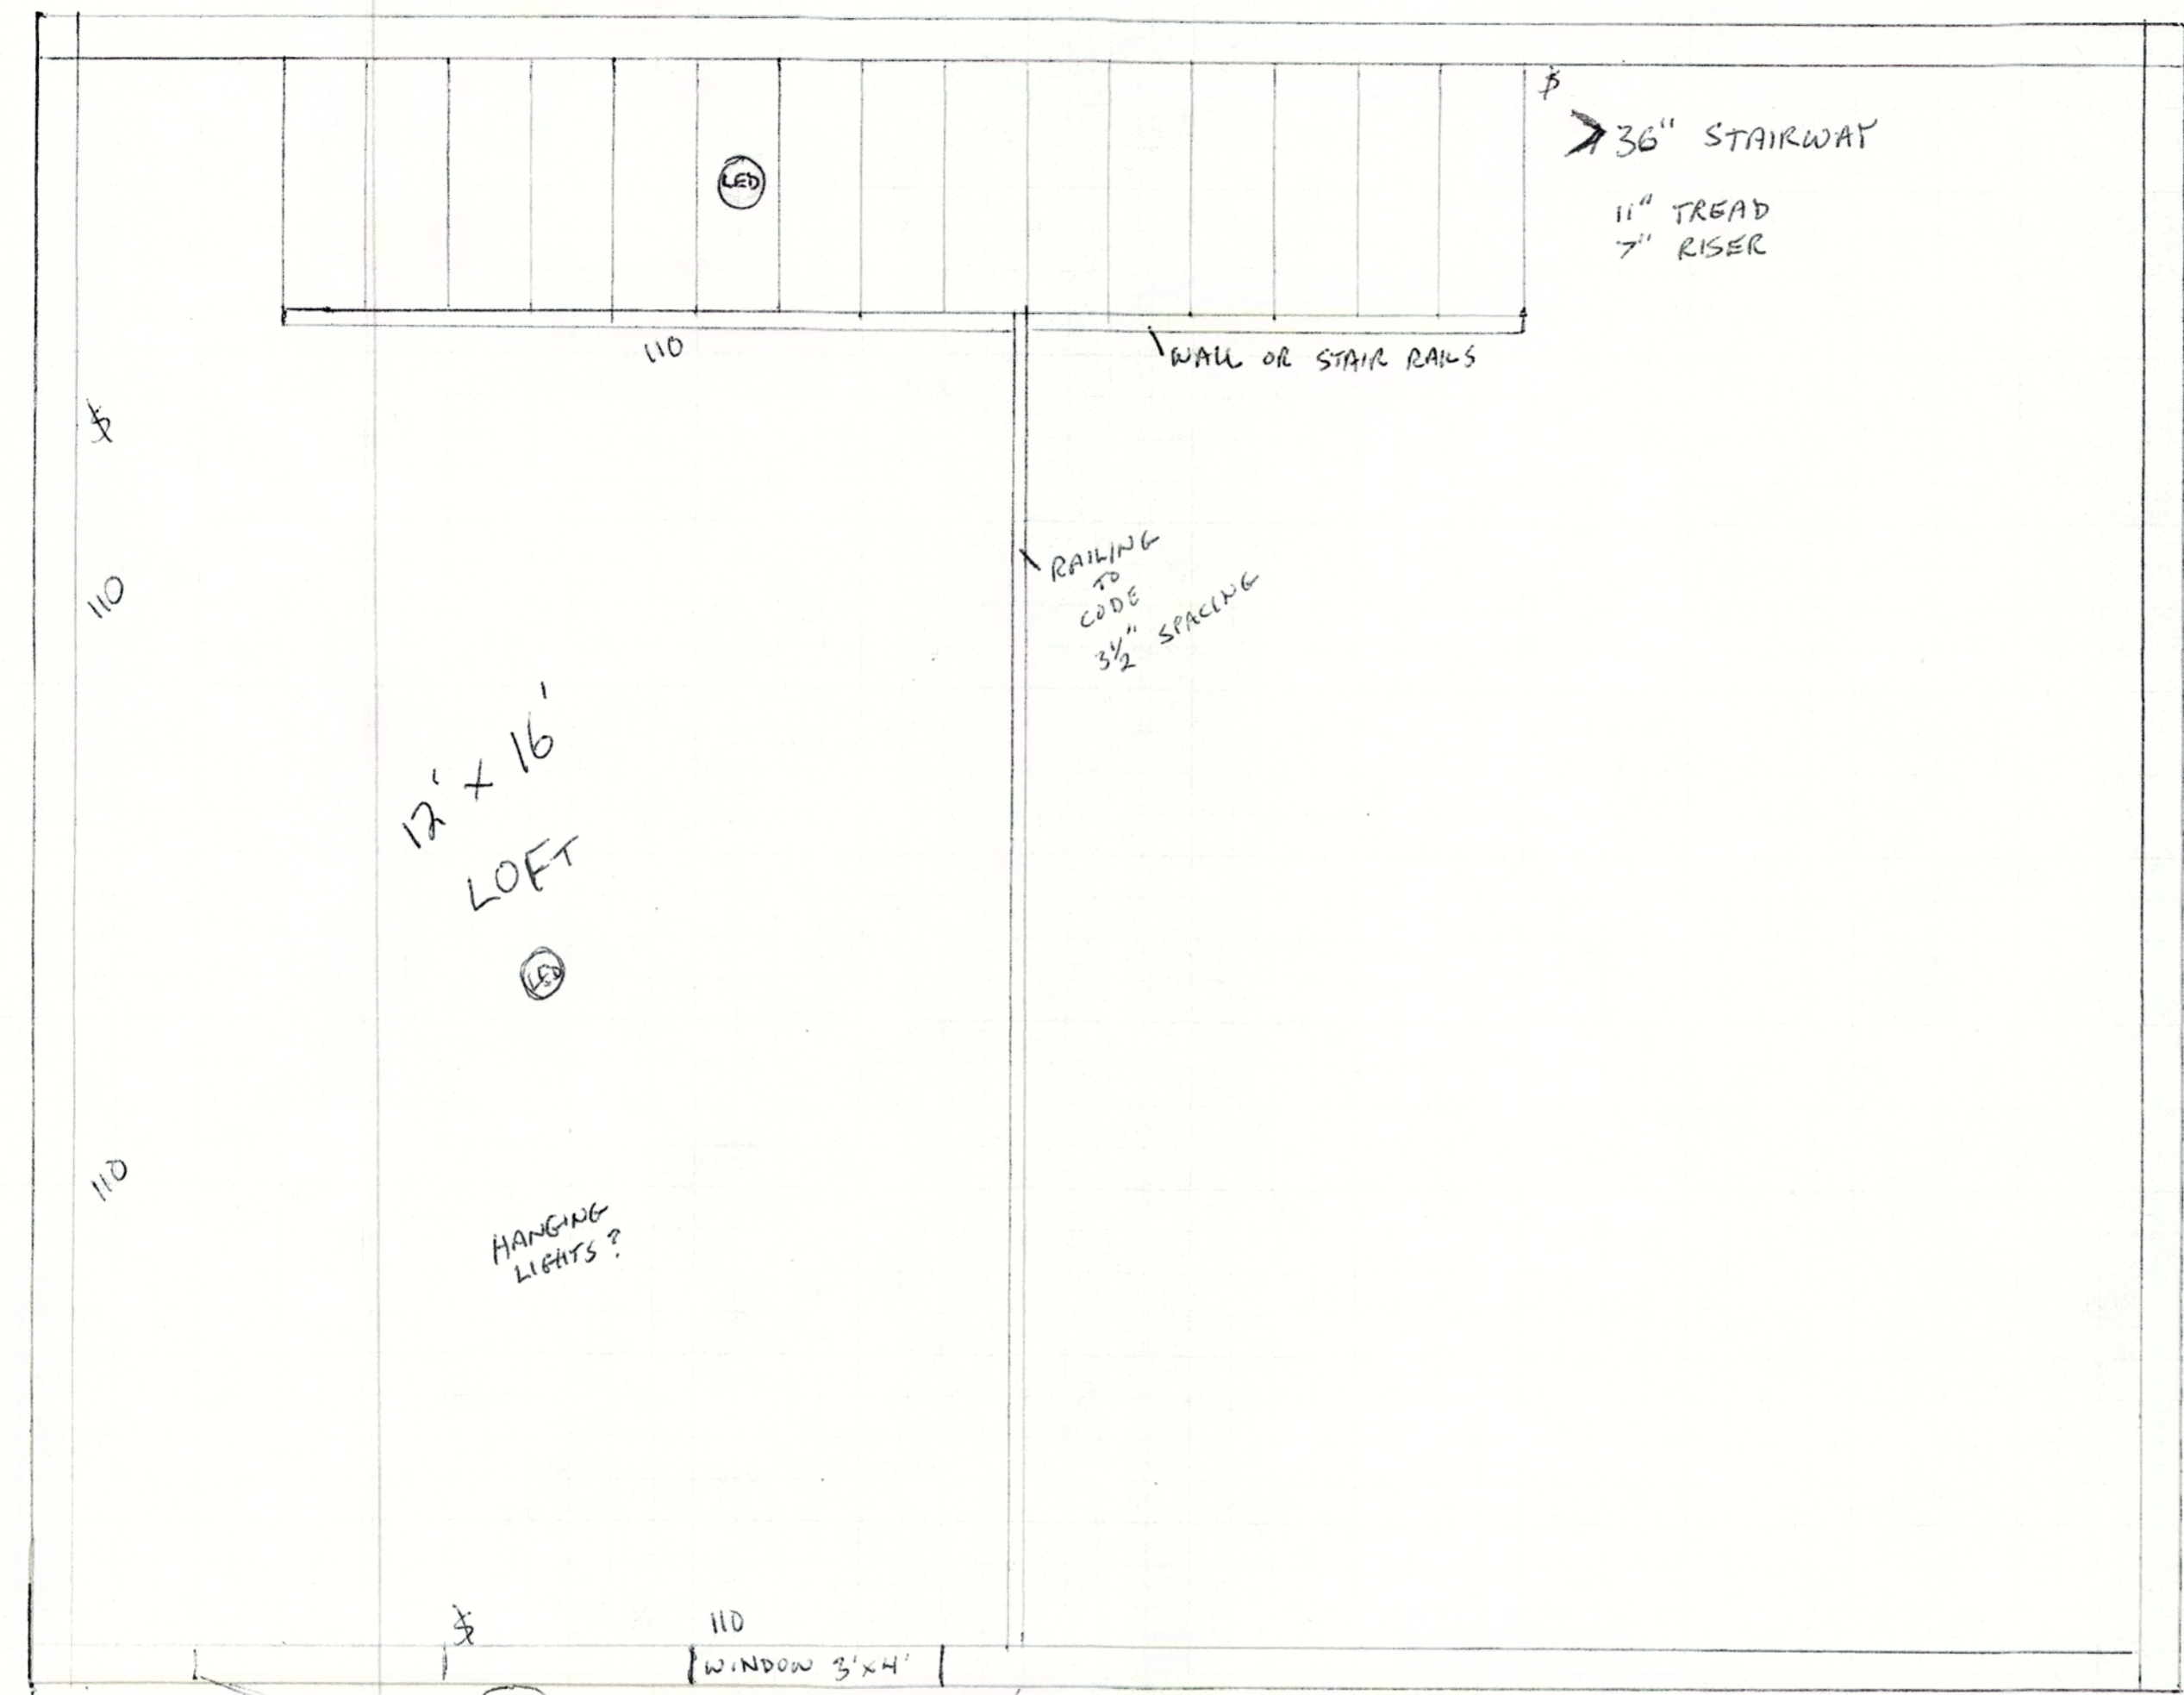 $
36" STAIRWAY
11" TREAD
7" RISER
LED
110
WALL OR STAIR RAILS
$
110
RAILING
TO
CODE
3½" SPACING
12' x 16'
LOFT
LED
110
HANGING
LIGHTS?
$
110
WINDOW 3'x4'